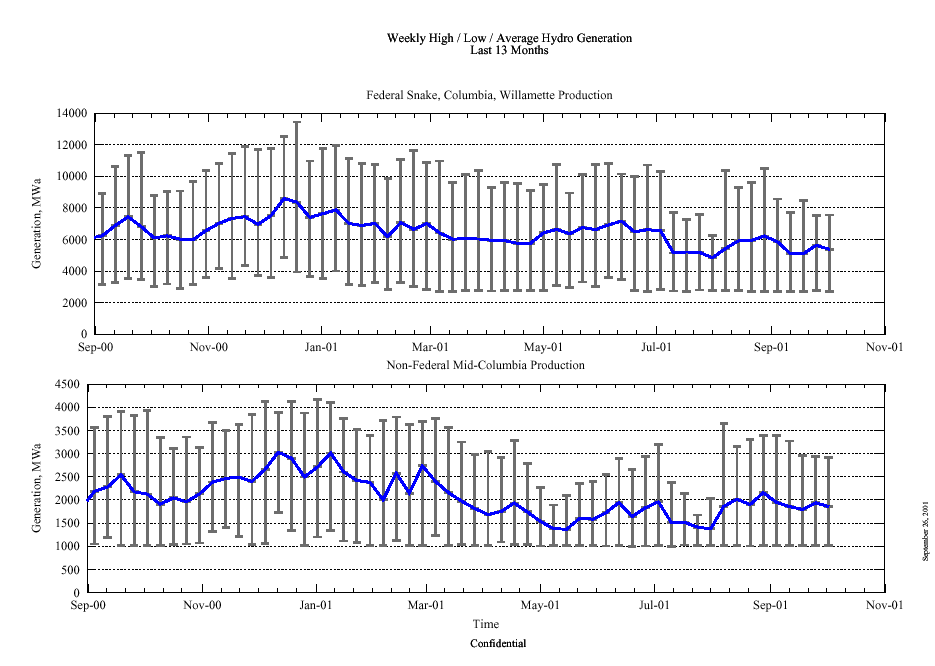 Weekly High / Low / Average Hydro Generation
Last 13 Months
Federal Snake, Columbia, Willamette Production
14000
12000
10000
8000
6000
4000
2000
0
Generation, MWa
Sep-00 Nov-00 Jan-01 Mar-01 May-01 Jul-01 Sep-01 Nov-01
Non-Federal Mid-Columbia Production
4500
4000
3500
3000
2500
2000
1500
1000
500
0
Generation, MWa
Sep-00 Nov-00 Jan-01 Mar-01 May-01 Jul-01 Sep-01 Nov-01
Time
Confidential
September 26, 2001